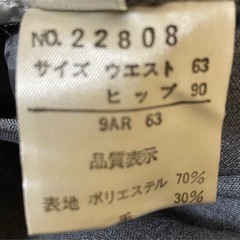 NO.22808
サイズ ウエスト 63
ヒップ 90
9AR 63
品質表示
表地 ポリエステル 70%
毛 30%